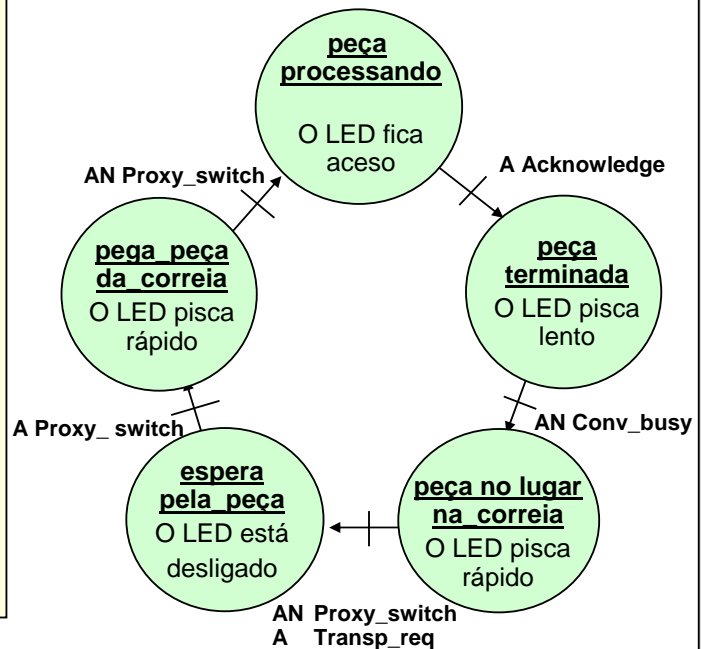 peça
processando
O LED fica
aceso
AN Proxy_switch
A Acknowledge
pega_peça
da_correia
O LED pisca
rápido
peça
terminada
O LED pisca
lento
A Proxy_ switch
AN Conv_busy
espera
pela_peça
O LED está
desligado
peça no lugar
na_correia
O LED pisca
rápido
AN Proxy_switch
A Transp_req